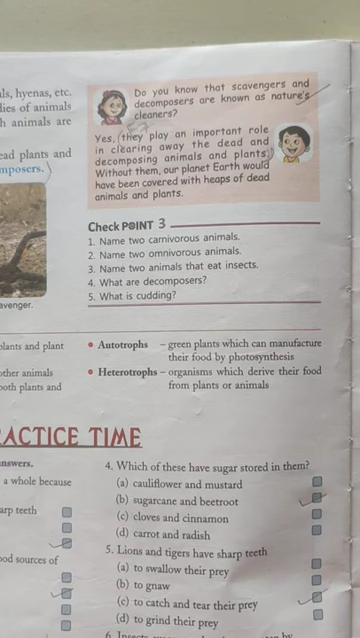 ls, hyenas, etc.
dies of animals
h animals are
ead plants and
mposers.
avenger.
Do you know that scavengers and
decomposers are known as nature's
cleaners?
Yes, they play an important role
in clearing away the dead and
decomposing animals and plants.
Without them, our planet Earth would
have been covered with heaps of dead
animals and plants.
Check POINT 3
1. Name two carnivorous animals.
2. Name two omnivorous animals.
3. Name two animals that eat insects.
4. What are decomposers?
5. What is cudding?
plants and plant
other animals
both plants and
• Autotrophs – green plants which can manufacture
their food by photosynthesis
• Heterotrophs – organisms which derive their food
from plants or animals
ACTICE TIME
answers.
a whole because
arp teeth
ood sources of
4. Which of these have sugar stored in them?
(a) cauliflower and mustard
(b) sugarcane and beetroot
(c) cloves and cinnamon
(d) carrot and radish
5. Lions and tigers have sharp teeth
(a) to swallow their prey
(b) to gnaw
(c) to catch and tear their prey
(d) to grind their prey